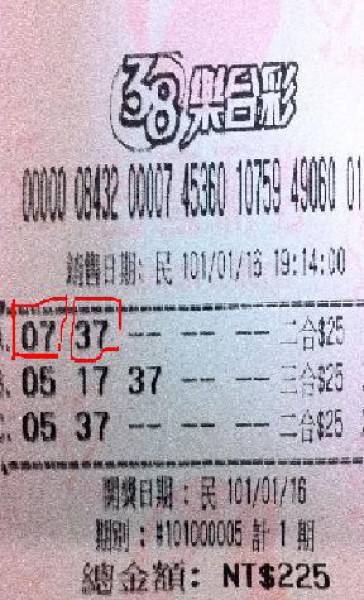 38樂合彩
00000 08432 00007 45360 10759 49060 01
銷售日期: 民 101/01/16 19:14:00
A. 07 37 -- -- -- 二合$25
B. 05 17 37 -- -- 三合$25
C. 05 37 -- -- -- 二合$25
開獎日期: 民 101/01/16
期別: #101000005 計 1 期
總金額: NT$225